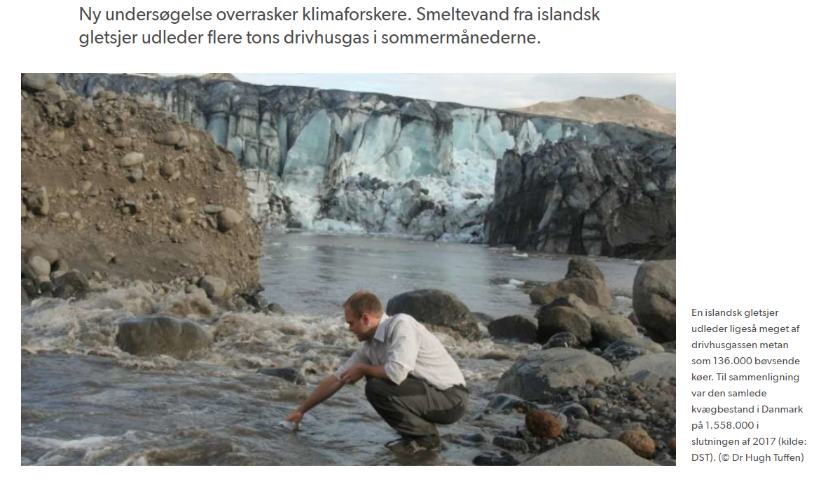 Ny undersøgelse overrasker klimaforskere. Smeltevand fra islandsk
gletsjer udleder flere tons drivhusgas i sommermånederne.
En islandsk gletsjer
udleder ligeså meget af
drivhusgassen metan
som 136.000 bøvsende
køer. Til sammenligning
var den samlede
kvægbestand i Danmark
på 1.558.000 i
slutningen af 2017 (kilde:
DST). (© Dr Hugh Tuffen)